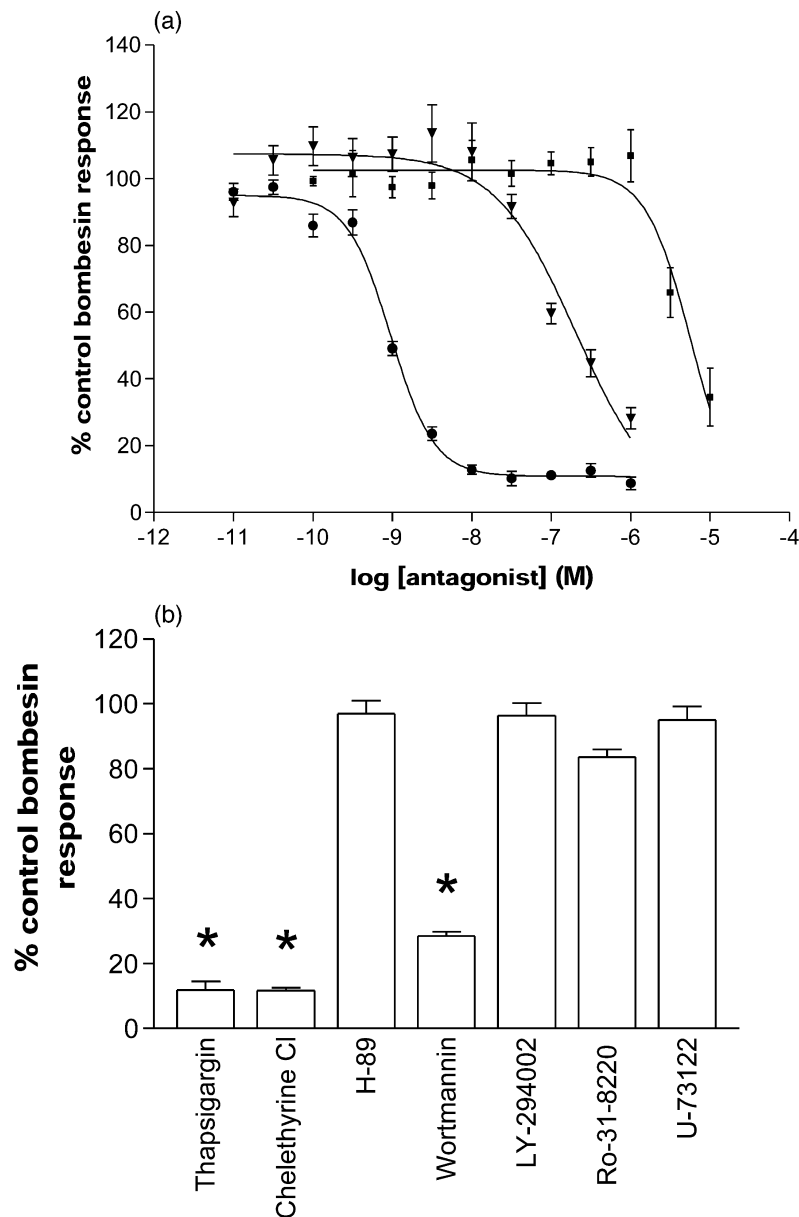 (a)
% control bombesin response
140
120
100
80
60
40
20
0
-12 -11 -10 -9 -8 -7 -6 -5 -4
log [antagonist] (M)
(b)
% control bombesin
response
120
100
80
60
40
20
0
* * *
Thapsigargin
Chelethyrine Cl
H-89
Wortmannin
LY-294002
Ro-31-8220
U-73122